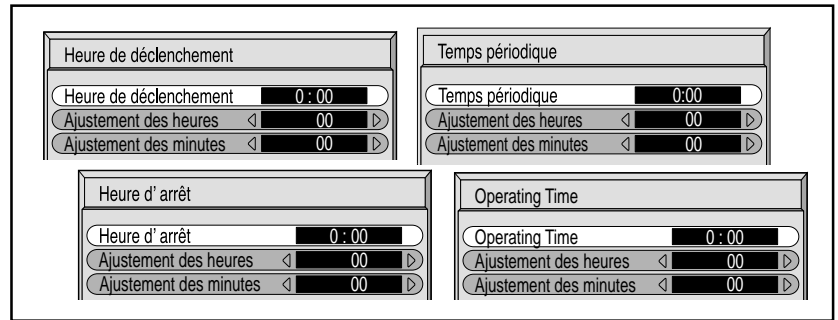 Heure de déclenchement
Heure de déclenchement 0 : 00
Ajustement des heures 00
Ajustement des minutes 00
Temps périodique
Temps périodique 0:00
Ajustement des heures 00
Ajustement des minutes 00
Heure d' arrêt
Heure d' arrêt 0 : 00
Ajustement des heures 00
Ajustement des minutes 00
Operating Time
Operating Time 0 : 00
Ajustement des heures 00
Ajustement des minutes 00